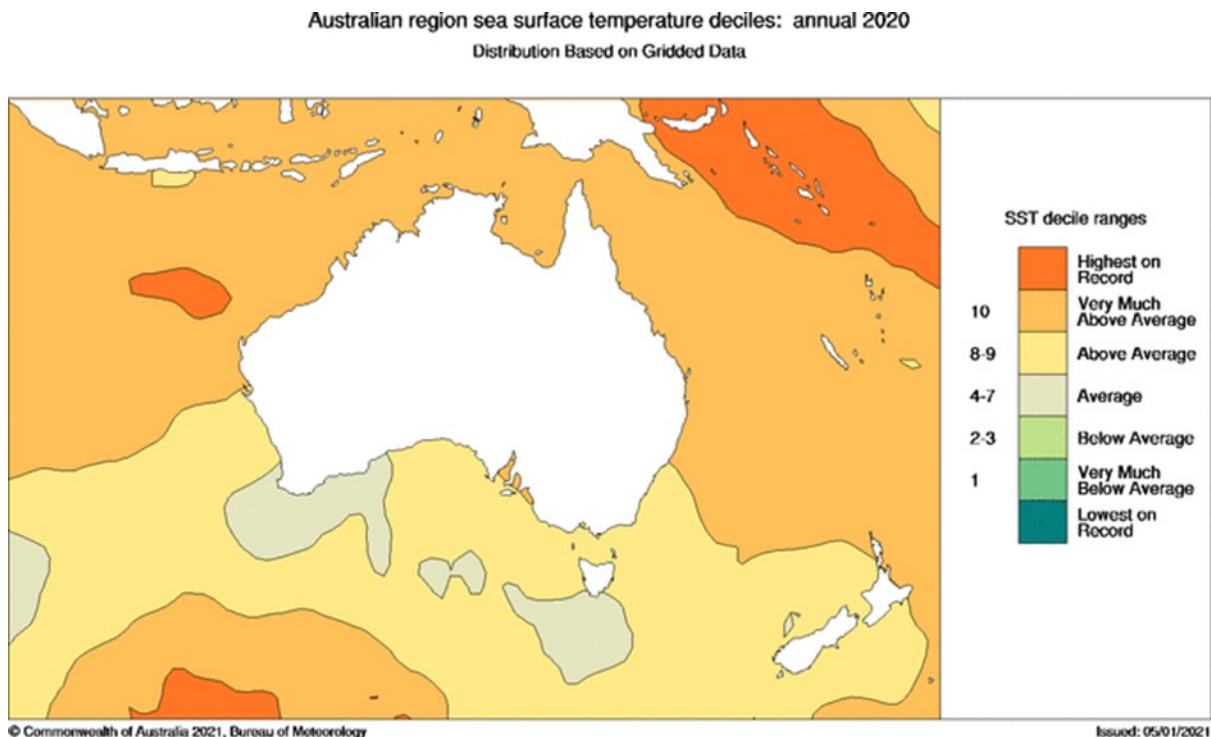 Australian region sea surface temperature deciles: annual 2020
Distribution Based on Gridded Data
SST decile ranges
Highest on
Record
10
Very Much
Above Average
8-9
Above Average
4-7
Average
2-3
Below Average
1
Very Much
Below Average
Lowest on
Record
© Commonwealth of Australia 2021, Bureau of Meteorology
Issued: 05/01/2021